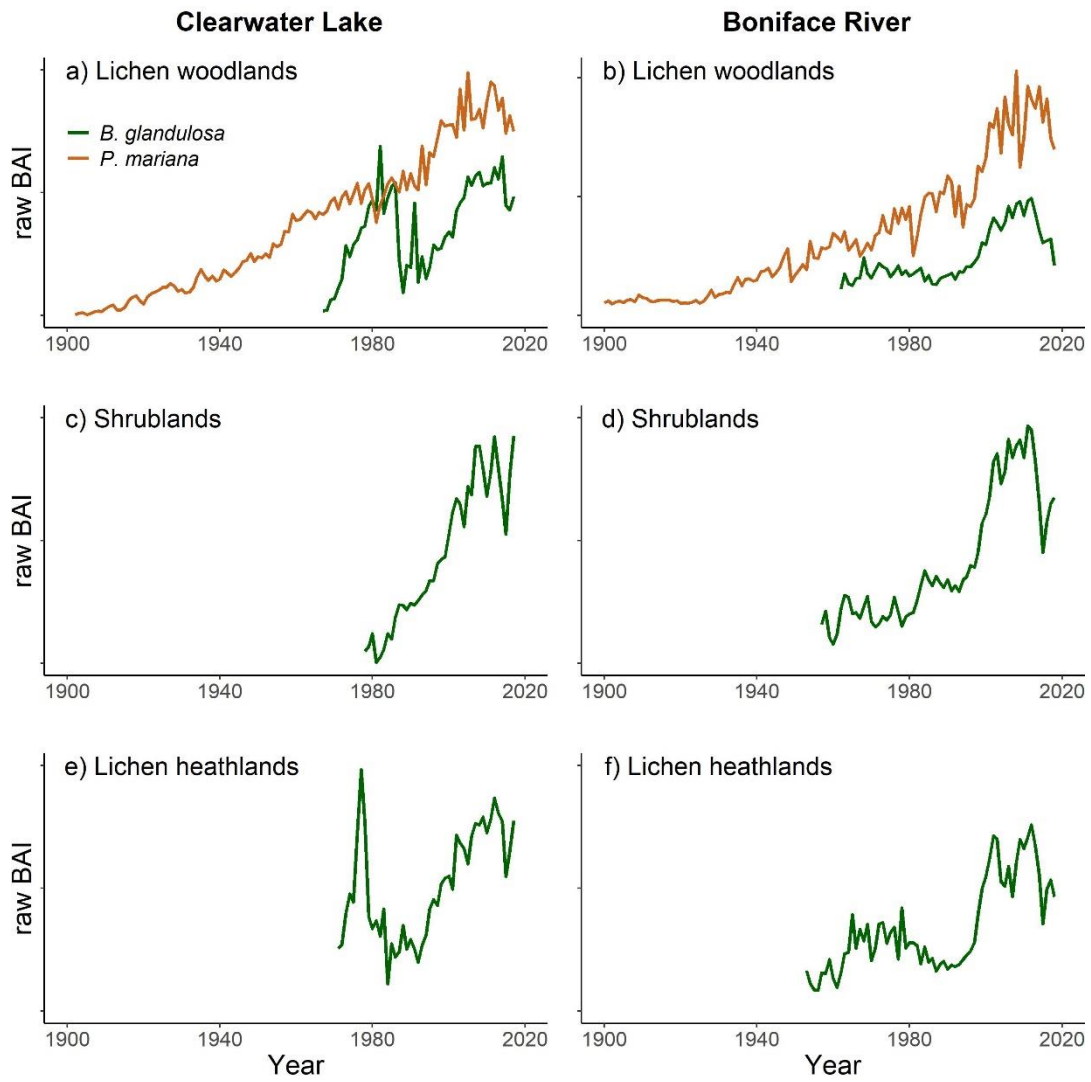 Clearwater Lake
Boniface River
a) Lichen woodlands
b) Lichen woodlands
B. glandulosa
P. mariana
raw BAI
1900 1940 1980 2020
1900 1940 1980 2020
c) Shrublands
d) Shrublands
raw BAI
1900 1940 1980 2020
1900 1940 1980 2020
e) Lichen heathlands
f) Lichen heathlands
raw BAI
1900 1940 1980 2020
1900 1940 1980 2020
Year
Year